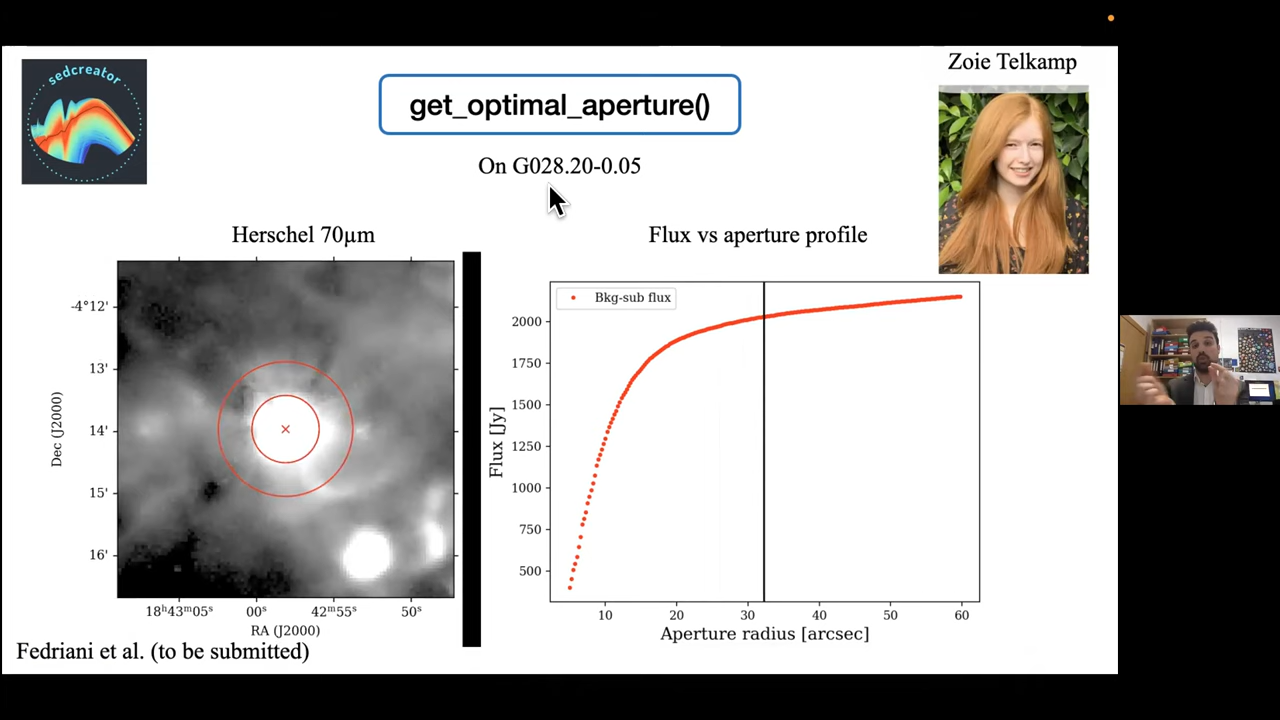 sedcreator
get_optimal_aperture()
Zoie Telkamp
On G028.20-0.05
Herschel 70μm
Flux vs aperture profile
-4°12'
13'
14'
15'
16'
Dec (J2000)
18ʰ43ᵐ05ˢ 00ˢ 42ᵐ55ˢ 50ˢ
RA (J2000)
Bkg-sub flux
2000
1750
1500
1250
1000
750
500
Flux [Jy]
10 20 30 40 50 60
Aperture radius [arcsec]
Fedriani et al. (to be submitted)